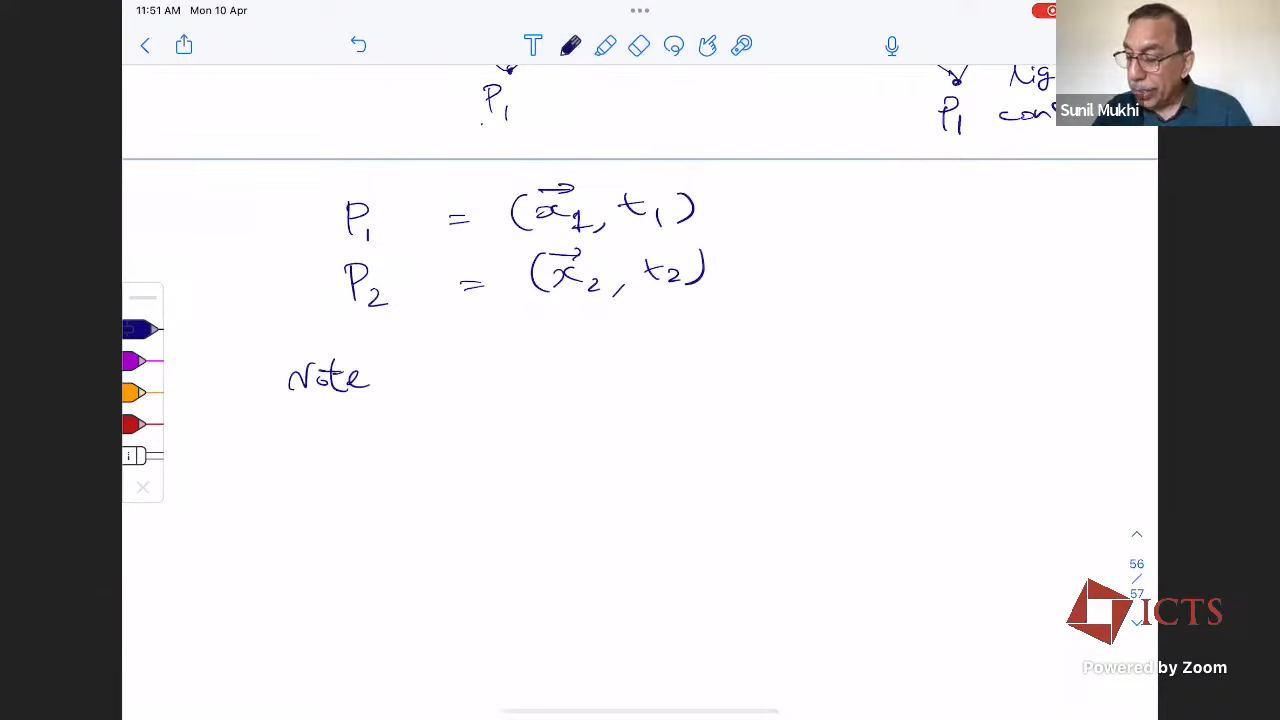 11:51 AM Mon 10 Apr
T
Sunil Mukhi
P₁
P₁
P₁ = (x⃗₁, t₁)
P₂ = (x⃗₂, t₂)
Note
i
56
/
57
ICTS
Powered by Zoom